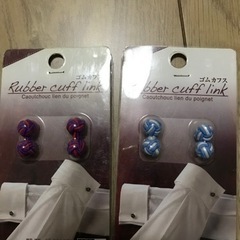 ゴムカフス
Rubber cuff link
Caoutchouc lien du poignet
ゴムカフス
Rubber cuff link
Caoutchouc lien du poignet